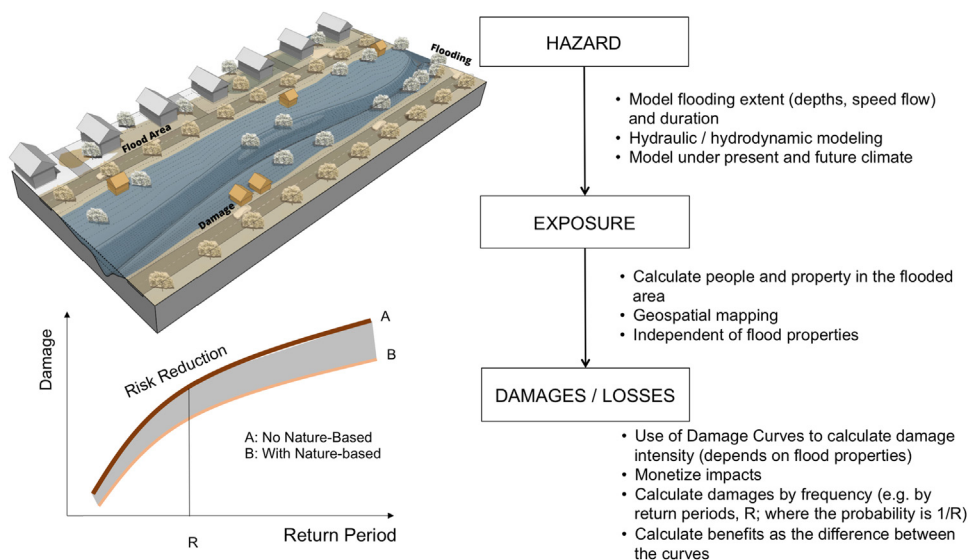 Flooding
Flood Area
Damage
HAZARD
• Model flooding extent (depths, speed flow)
and duration
• Hydraulic / hydrodynamic modeling
• Model under present and future climate
EXPOSURE
• Calculate people and property in the flooded
area
• Geospatial mapping
• Independent of flood properties
DAMAGES / LOSSES
• Use of Damage Curves to calculate damage
intensity (depends on flood properties)
• Monetize impacts
• Calculate damages by frequency (e.g. by
return periods, R; where the probability is 1/R)
• Calculate benefits as the difference between
the curves
Damage
Risk Reduction
A
B
A: No Nature-Based
B: With Nature-based
R
Return Period